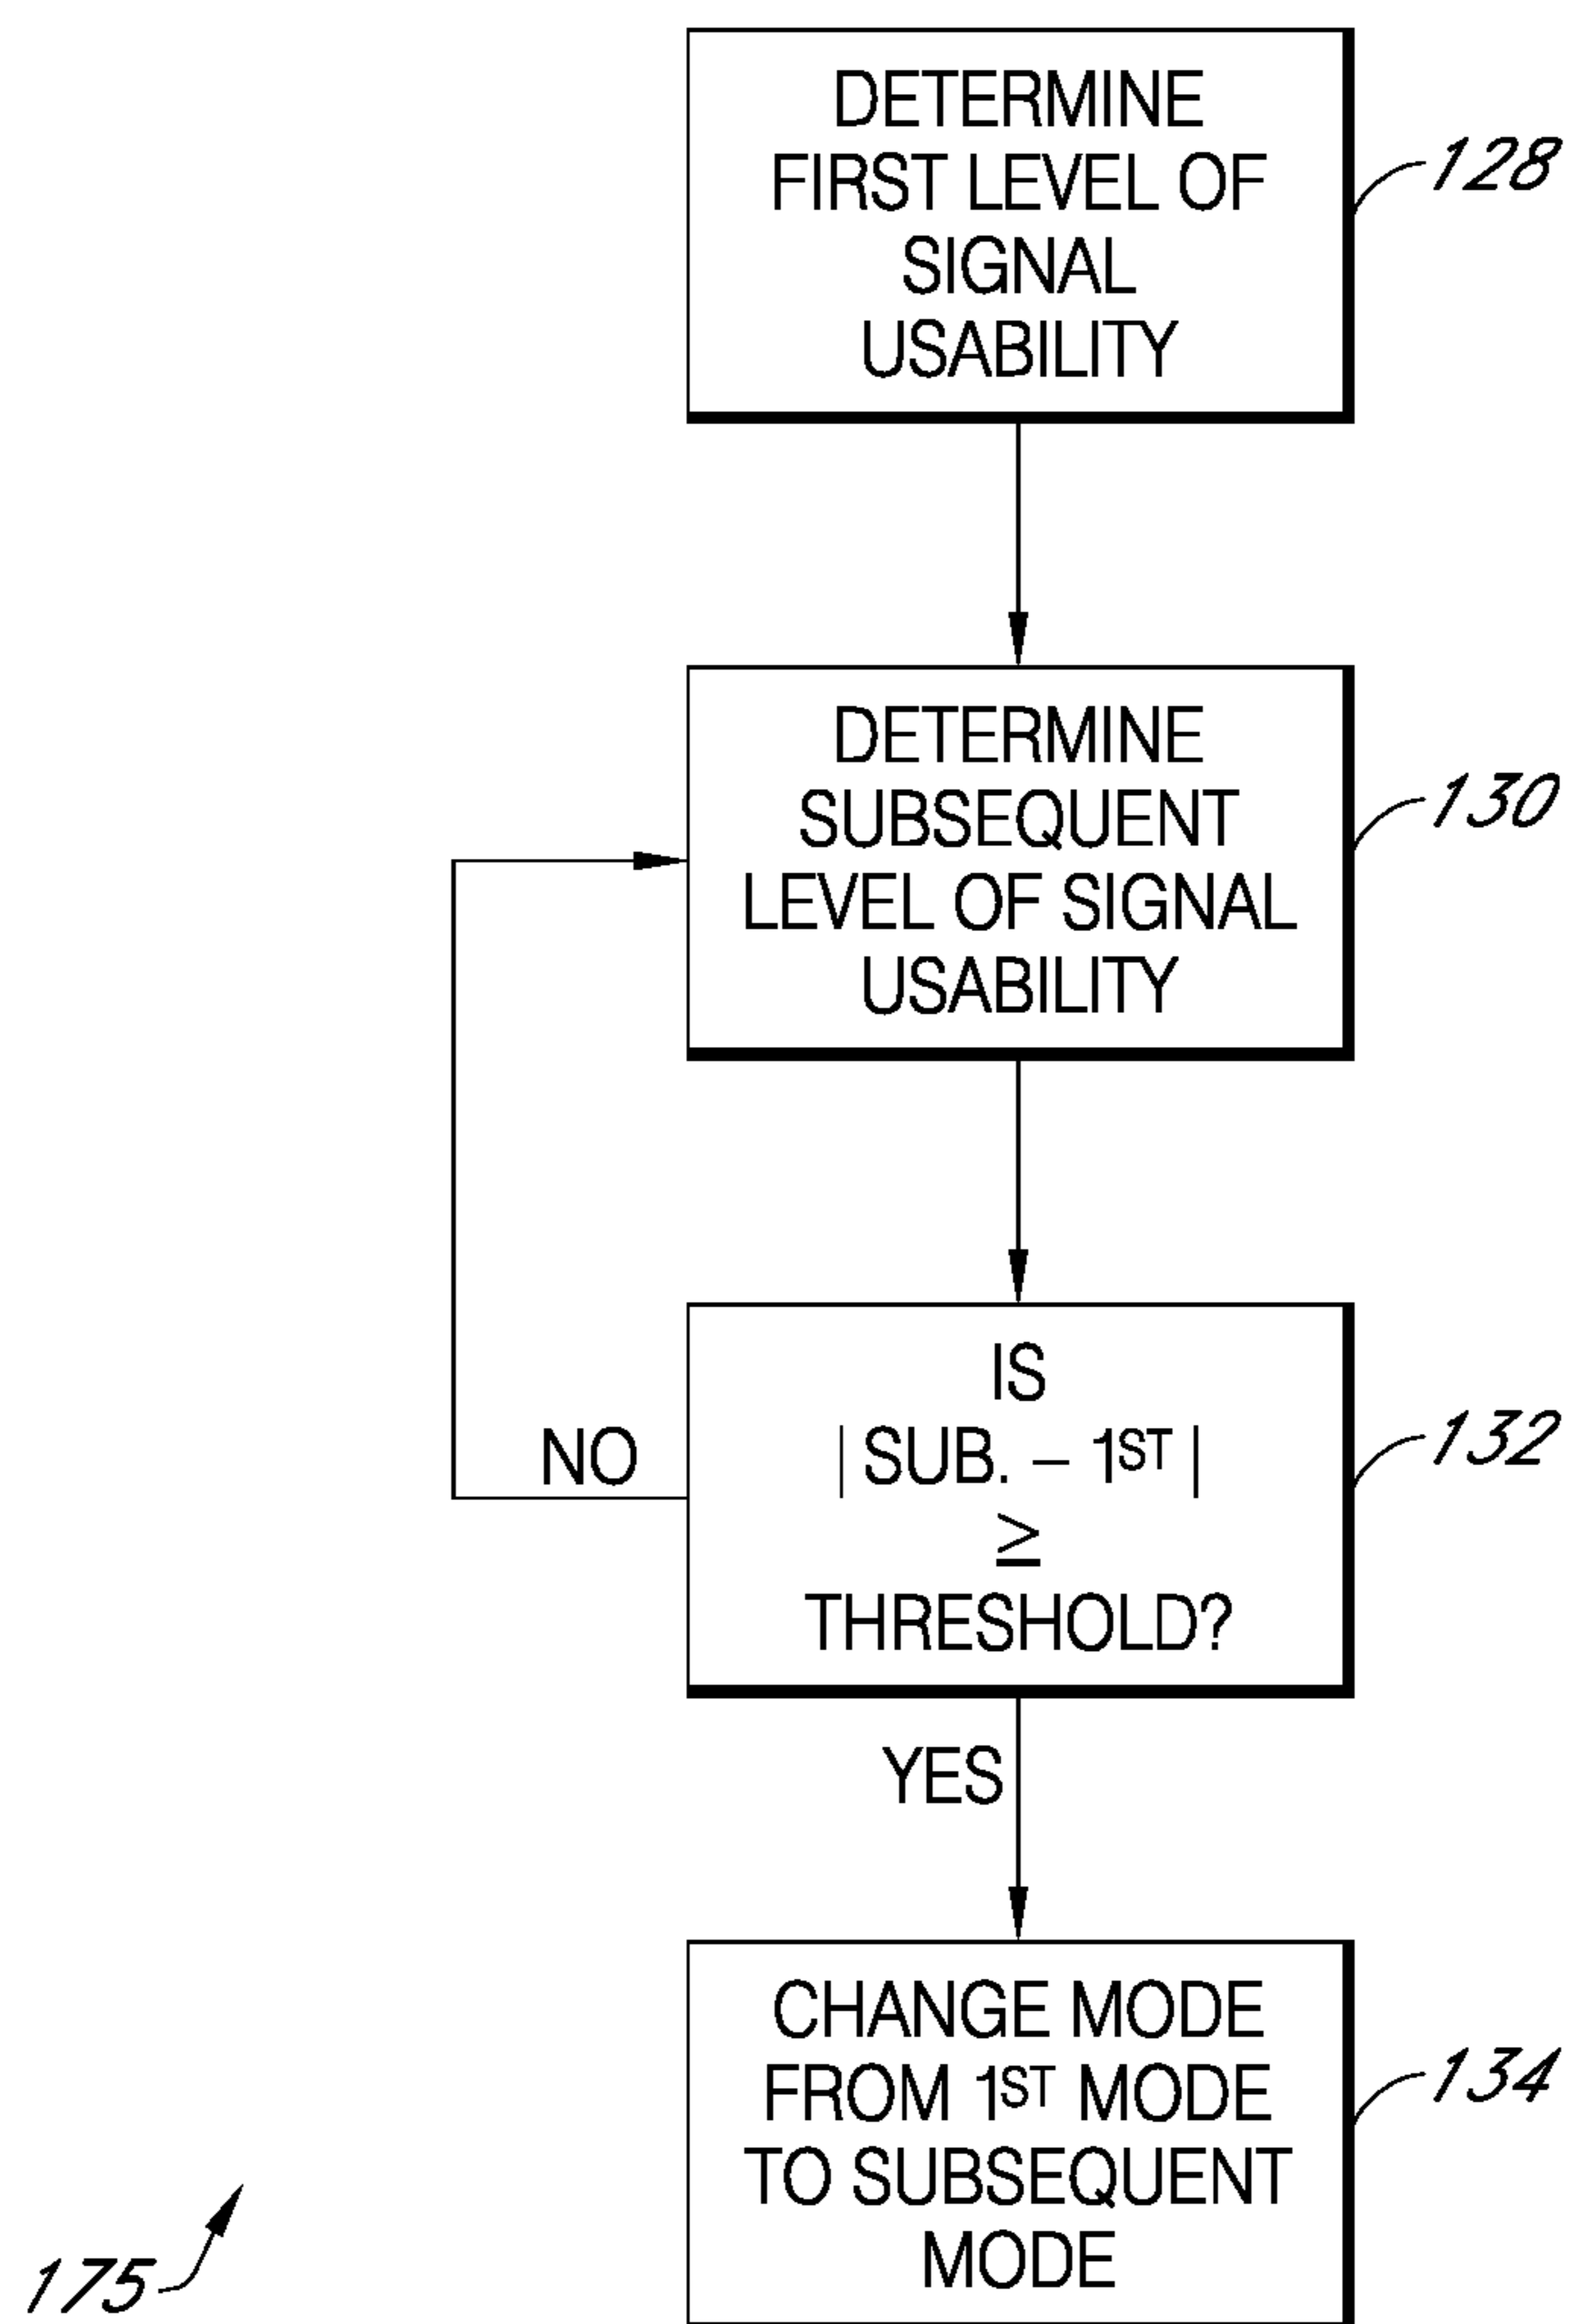 DETERMINE
FIRST LEVEL OF
SIGNAL
USABILITY
128
DETERMINE
SUBSEQUENT
LEVEL OF SIGNAL
USABILITY
130
IS
| SUB. – 1ST |
≥
THRESHOLD?
132
NO
YES
CHANGE MODE
FROM 1ST MODE
TO SUBSEQUENT
MODE
134
175